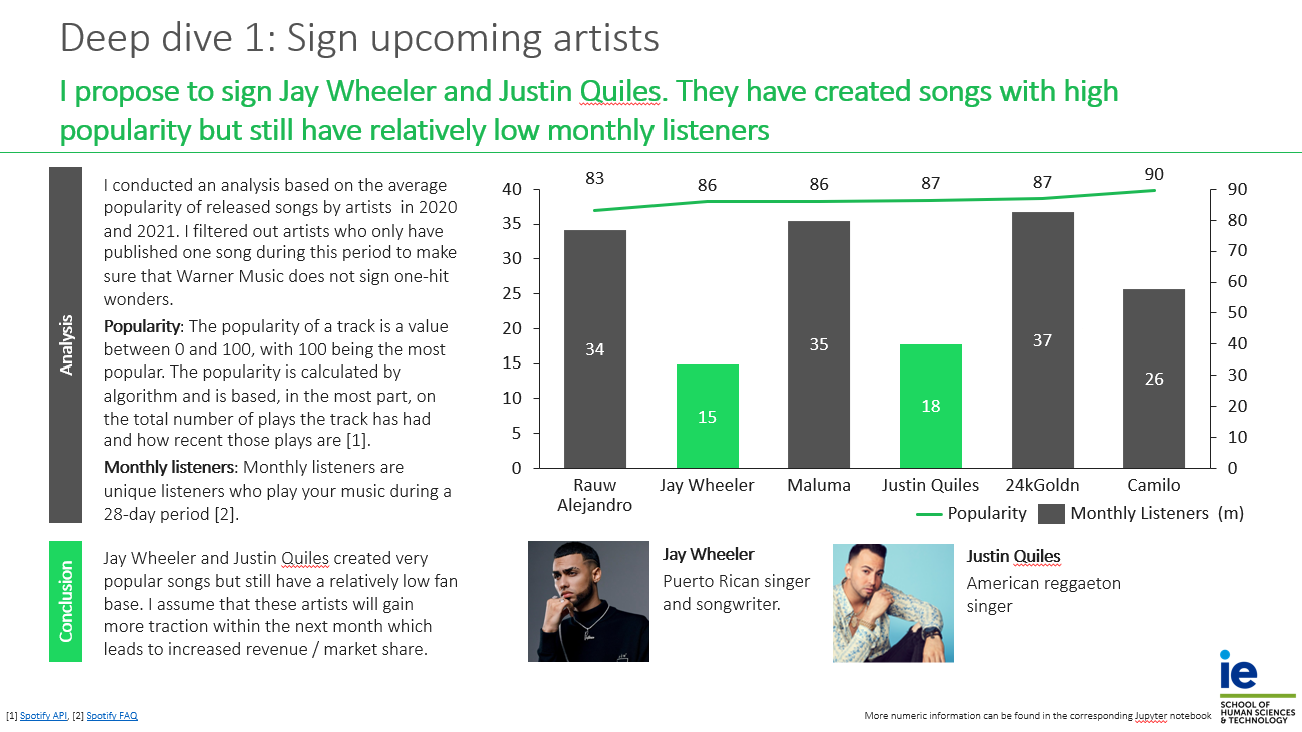 Deep dive 1: Sign upcoming artists
I propose to sign Jay Wheeler and Justin Quiles. They have created songs with high
popularity but still have relatively low monthly listeners
Analysis
I conducted an analysis based on the average
popularity of released songs by artists in 2020
and 2021. I filtered out artists who only have
published one song during this period to make
sure that Warner Music does not sign one-hit
wonders.
Popularity: The popularity of a track is a value
between 0 and 100, with 100 being the most
popular. The popularity is calculated by
algorithm and is based, in the most part, on
the total number of plays the track has had
and how recent those plays are [1].
Monthly listeners: Monthly listeners are
unique listeners who play your music during a
28-day period [2].
83 86 86 87 87 90
40
35
30
25
20
15
10
5
0
34 15 35 18 37 26
90
80
70
60
50
40
30
20
10
0
Rauw
Alejandro
Jay Wheeler
Maluma
Justin Quiles
24kGoldn
Camilo
Popularity Monthly Listeners (m)
Conclusion
Jay Wheeler and Justin Quiles created very
popular songs but still have a relatively low fan
base. I assume that these artists will gain
more traction within the next month which
leads to increased revenue / market share.
Jay Wheeler
Puerto Rican singer
and songwriter.
Justin Quiles
American reggaeton
singer
[1] Spotify API, [2] Spotify FAQ
More numeric information can be found in the corresponding Jupyter notebook
ie
SCHOOL OF
HUMAN SCIENCES
& TECHNOLOGY